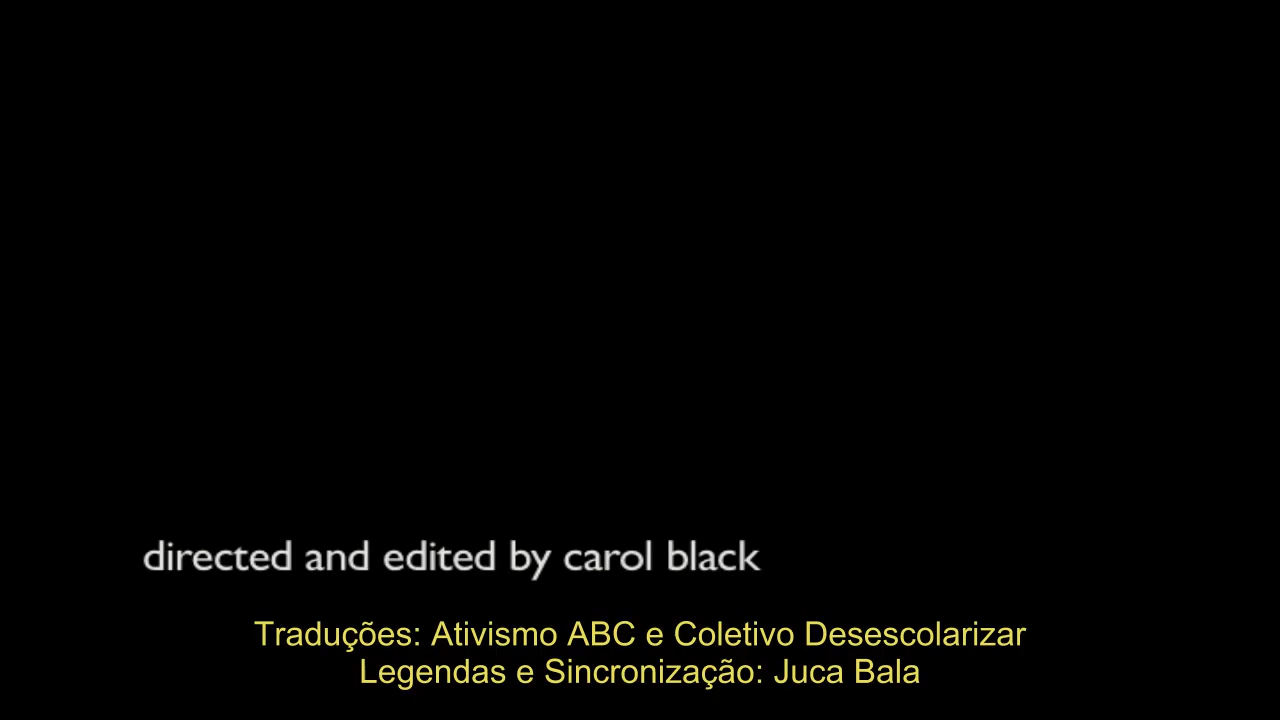 directed and edited by carol black
Traduções: Ativismo ABC e Coletivo Desescolarizar
Legendas e Sincronização: Juca Bala